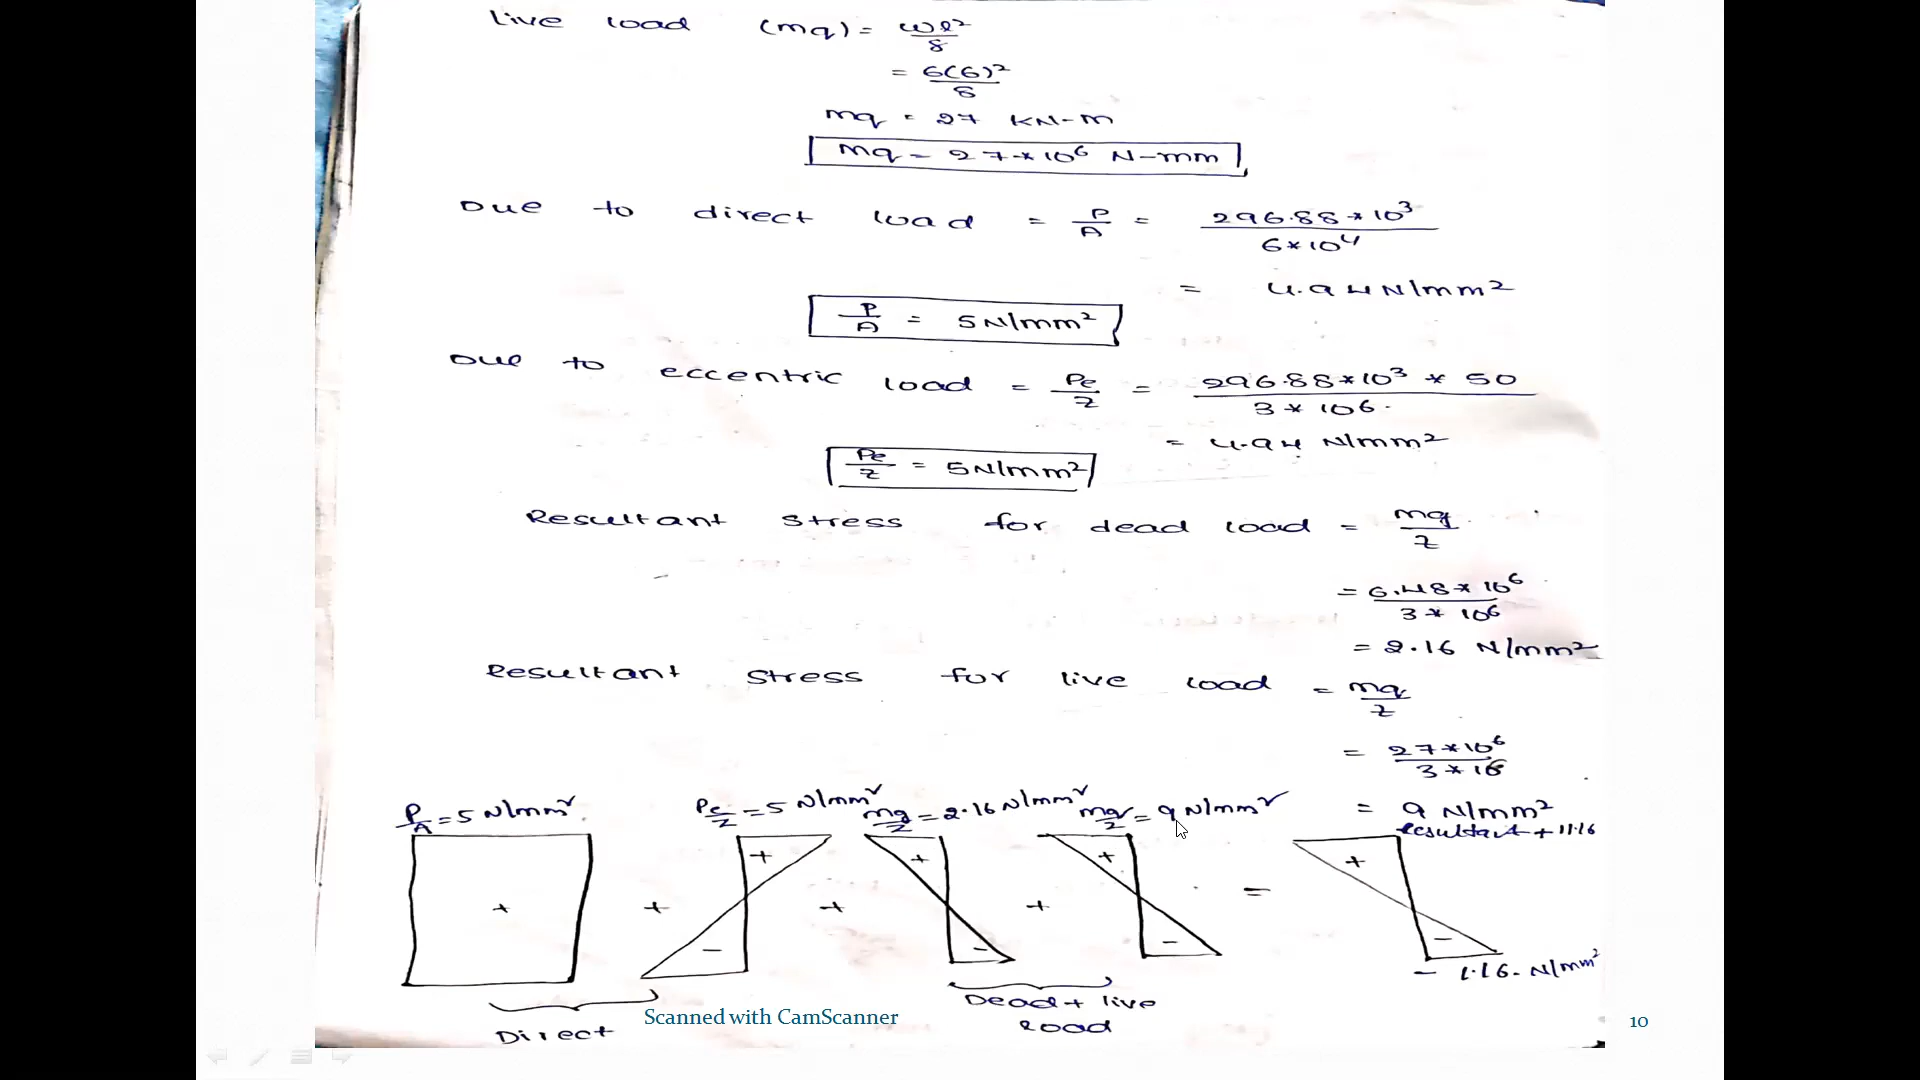 Live load (mq) = wl²/8
= 6(6)²/8
mq = 27 KN-m
mq = 27*10⁶ N-mm
Due to direct load = P/A = 296.88*10³/6*10⁴
= 4.94 N/mm²
P/A = 5N/mm²
Due to eccentric load = Pe/z = 296.88*10³ * 50/3*10⁶
= 4.94 N/mm²
Pe/z = 5N/mm²
Resultant stress for dead load = mg/z
= 6.48*10⁶/3*10⁶
= 2.16 N/mm²
Resultant stress for live load = mq/z
= 27*10⁶/3*10⁶
= 9 N/mm²
P/A = 5 N/mm² Pe/z = 5 N/mm² mg/z = 2.16 N/mm² mq/z = 9 N/mm² resultant + 11.16
+ + + + + + + = +
- - - -
- 1.16 N/mm²
Direct Dead + live load
Scanned with CamScanner
10